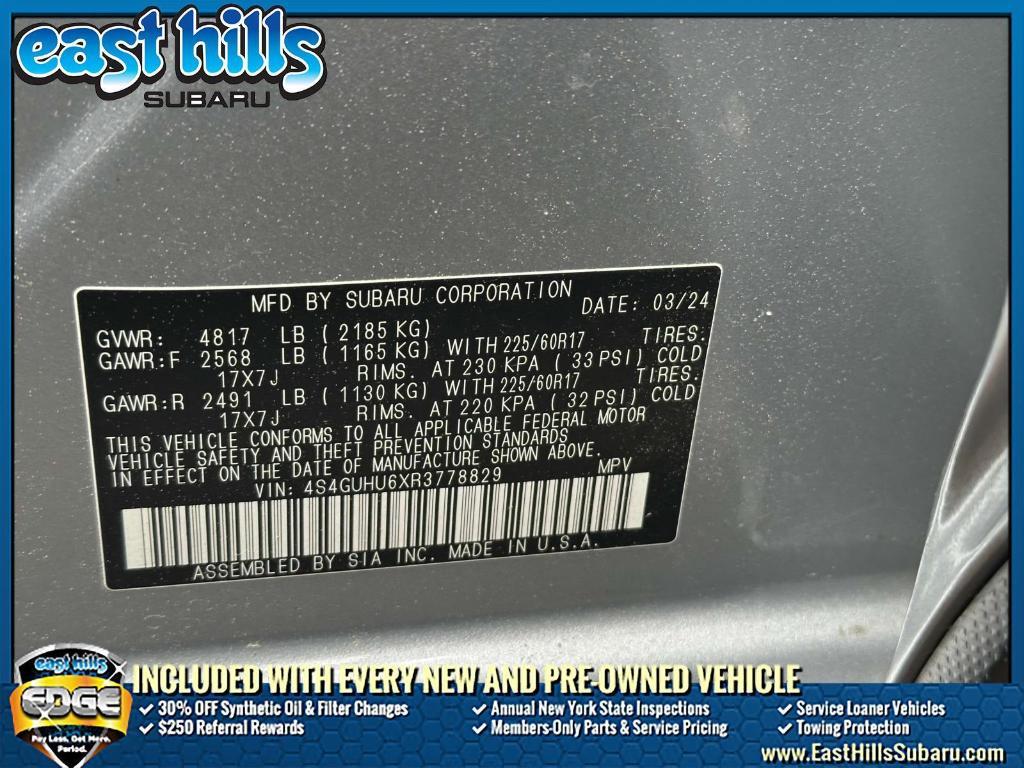 east hills
SUBARU
MFD BY SUBARU CORPORATION DATE: 03/24
GVWR: 4817 LB ( 2185 KG)
GAWR:F 2568 LB ( 1165 KG) WITH 225/60R17 TIRES.
17X7J RIMS. AT 230 KPA ( 33 PSI) COLD
GAWR:R 2491 LB ( 1130 KG) WITH 225/60R17 TIRES.
17X7J RIMS. AT 220 KPA ( 32 PSI) COLD
THIS VEHICLE CONFORMS TO ALL APPLICABLE FEDERAL MOTOR
VEHICLE SAFETY AND THEFT PREVENTION STANDARDS
IN EFFECT ON THE DATE OF MANUFACTURE SHOWN ABOVE.
VIN: 4S4GUHU6XR3778829 MPV
ASSEMBLED BY SIA INC. MADE IN U.S.A.
east hills
EDGE
Pay Less. Get More.
Period.
INCLUDED WITH EVERY NEW AND PRE-OWNED VEHICLE
30% OFF Synthetic Oil & Filter Changes
Annual New York State Inspections
Service Loaner Vehicles
$250 Referral Rewards
Members-Only Parts & Service Pricing
Towing Protection
www.EastHillsSubaru.com